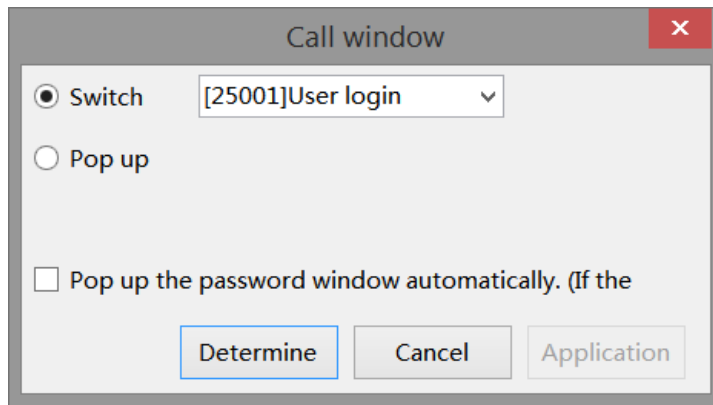 Call window
Switch [25001]User login
Pop up
Pop up the password window automatically. (If the
Determine Cancel Application